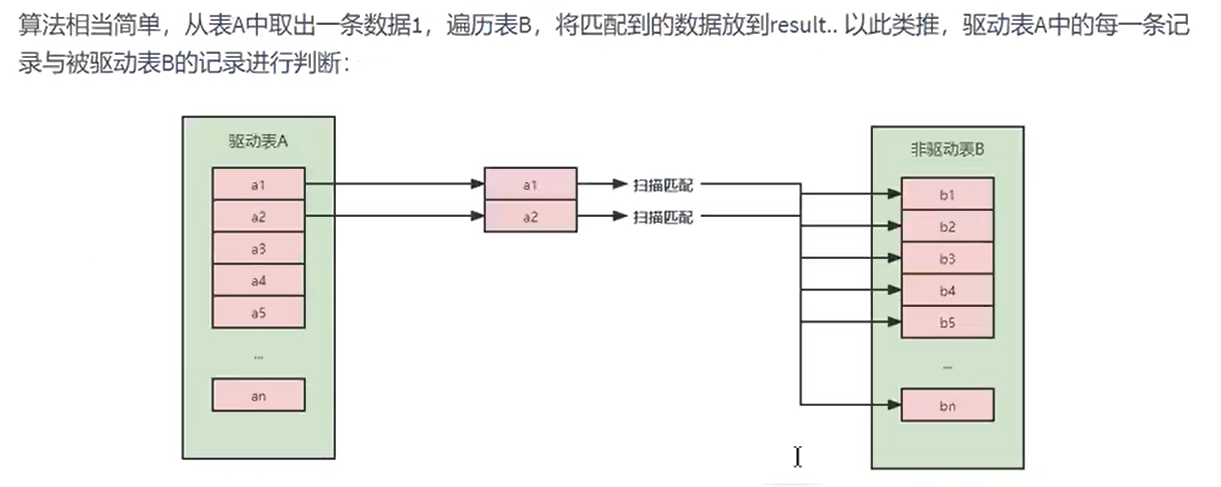 算法相当简单，从表A中取出一条数据1，遍历表B，将匹配到的数据放到result.. 以此类推，驱动表A中的每一条记
录与被驱动表B的记录进行判断：
驱动表A
a1
a2
a3
a4
a5
...
an
a1
a2
扫描匹配
扫描匹配
非驱动表B
b1
b2
b3
b4
b5
...
bn